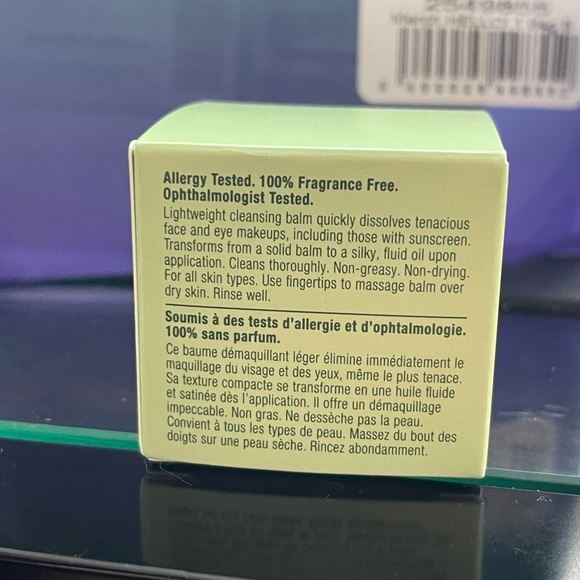 Allergy Tested. 100% Fragrance Free.
Ophthalmologist Tested.
Lightweight cleansing balm quickly dissolves tenacious
face and eye makeups, including those with sunscreen.
Transforms from a solid balm to a silky, fluid oil upon
application. Cleans thoroughly. Non-greasy. Non-drying.
For all skin types. Use fingertips to massage balm over
dry skin. Rinse well.
Soumis à des tests d'allergie et d'ophtalmologie.
100% sans parfum.
Ce baume démaquillant léger élimine immédiatement le
maquillage du visage et des yeux, même le plus tenace.
Sa texture compacte se transforme en une huile fluide
et satinée dès l'application. Il offre un démaquillage
impeccable. Non gras. Ne dessèche pas la peau.
Convient à tous les types de peau. Massez du bout des
doigts sur une peau sèche. Rincez abondamment.